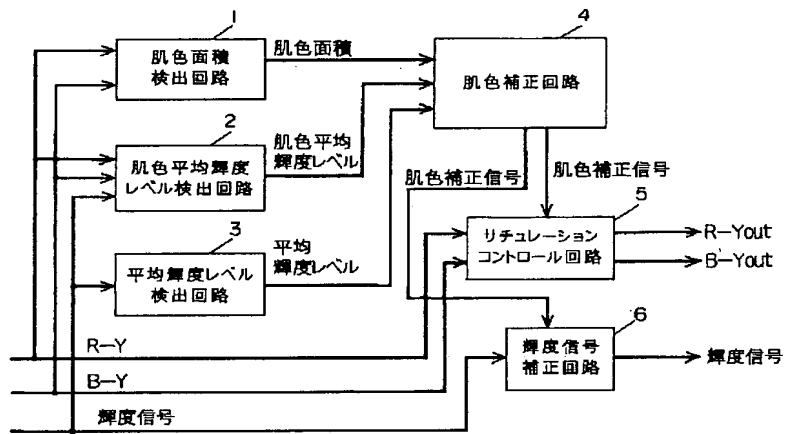 1
肌色面積
検出回路
肌色面積
4
肌色補正回路
2
肌色平均輝度
レベル検出回路
肌色平均
輝度レベル
肌色補正信号
肌色補正信号
3
平均輝度レベル
検出回路
平均
輝度レベル
5
リチュレーション
コントロール回路
R-Yout
B-Yout
6
輝度信号
補正回路
輝度信号
R-Y
B-Y
輝度信号